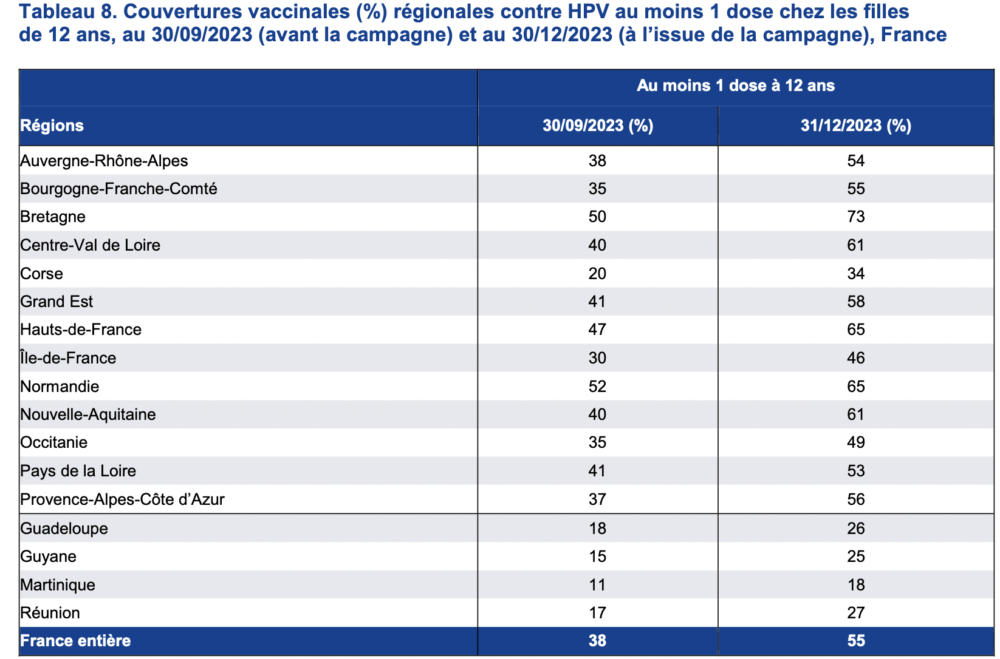 Tableau 8. Couvertures vaccinales (%) régionales contre HPV au moins 1 dose chez les filles
de 12 ans, au 30/09/2023 (avant la campagne) et au 30/12/2023 (à l’issue de la campagne), France
Au moins 1 dose à 12 ans
Régions 30/09/2023 (%) 31/12/2023 (%)
Auvergne-Rhône-Alpes 38 54
Bourgogne-Franche-Comté 35 55
Bretagne 50 73
Centre-Val de Loire 40 61
Corse 20 34
Grand Est 41 58
Hauts-de-France 47 65
Île-de-France 30 46
Normandie 52 65
Nouvelle-Aquitaine 40 61
Occitanie 35 49
Pays de la Loire 41 53
Provence-Alpes-Côte d’Azur 37 56
Guadeloupe 18 26
Guyane 15 25
Martinique 11 18
Réunion 17 27
France entière 38 55